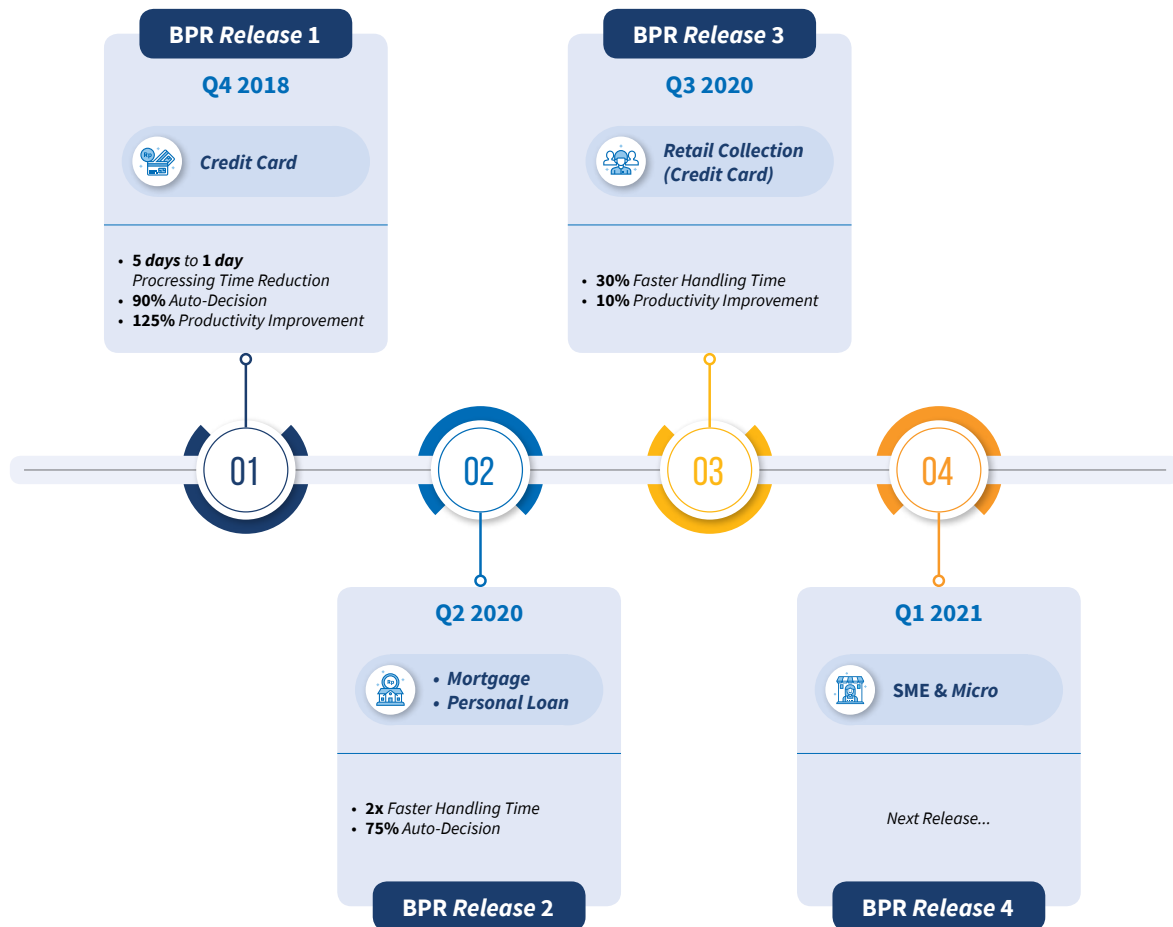 BPR Release 1
Q4 2018
Rp
Credit Card
• 5 days to 1 day
Procressing Time Reduction
• 90% Auto-Decision
• 125% Productivity Improvement
BPR Release 3
Q3 2020
Retail Collection
(Credit Card)
• 30% Faster Handling Time
• 10% Productivity Improvement
01
02
03
04
Q2 2020
Rp
• Mortgage
• Personal Loan
• 2x Faster Handling Time
• 75% Auto-Decision
BPR Release 2
Q1 2021
SME & Micro
Next Release...
BPR Release 4